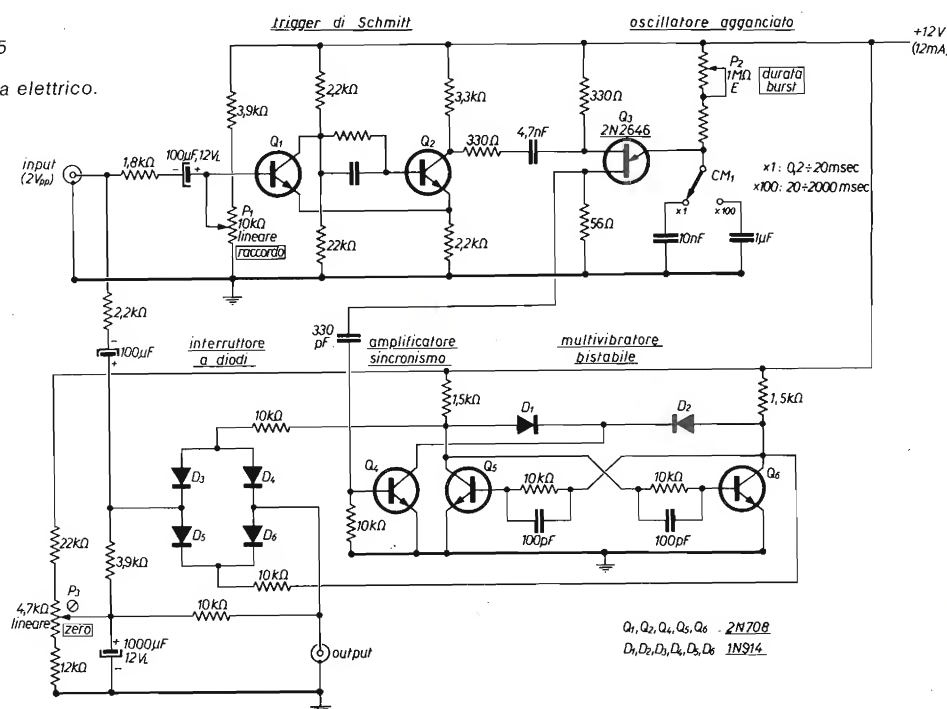 5
a elettrico.
trigger di Schmitt
oscillatore agganciato
+12V
(12mA)
3,9kΩ
2,2kΩ
3,3kΩ
330Ω
P2
1MΩ
E
durata
burst
Q1
Q2
330Ω
4,7nF
Q3
2N2646
input
(2Vpp)
1,8kΩ
100µF,12VL
- +
CM1
x1 : 0,2÷20msec
x100: 20÷2000msec
P1
10kΩ
lineare
raccordo
22kΩ
2,2kΩ
56Ω
x1
x100
10nF
1µF
2,2kΩ
-
100µF
+
interruttore
a diodi
330
pF
amplificatore
sincronismo
multivibratore
bistabile
1,5kΩ
1,5kΩ
D1
D2
10kΩ
D3
D4
Q4
Q5
10kΩ
10kΩ
Q6
D5
D6
10kΩ
100pF
100pF
22kΩ
3,9kΩ
10kΩ
P3
4,7kΩ
lineare
zero
10kΩ
+
1000µF
12VL
-
12kΩ
output
Q1,Q2,Q4,Q5,Q6 2N708
D1,D2,D3,D4,D5,D6 1N914